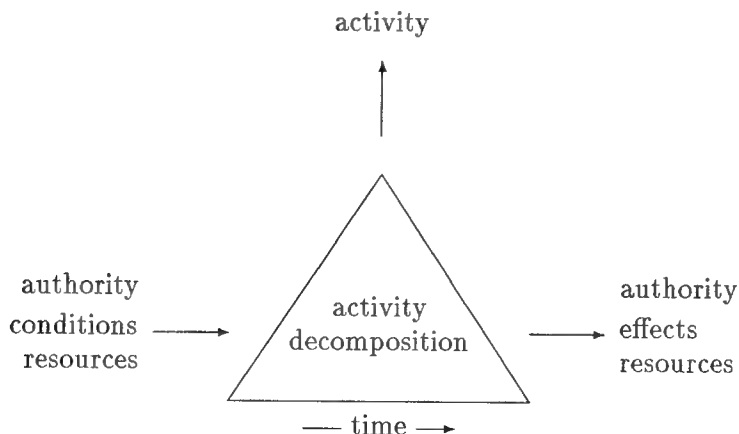 activity
authority
conditions
resources
activity
decomposition
authority
effects
resources
time